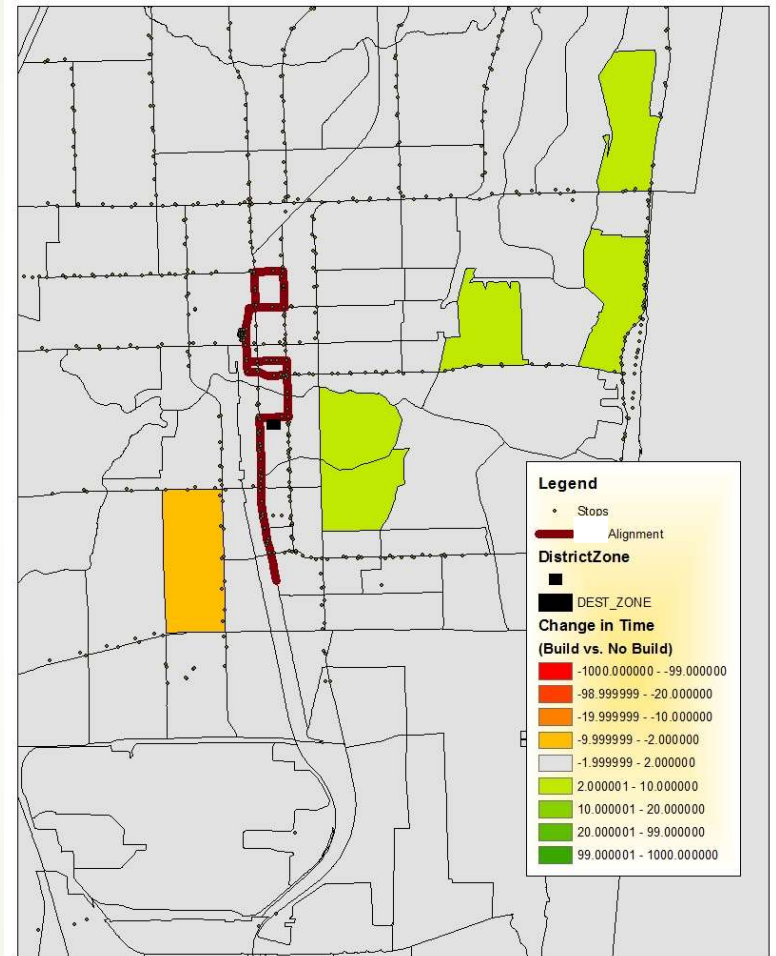 Legend
Stops
Alignment
DistrictZone
DEST_ZONE
Change in Time
(Build vs. No Build)
-1000.000000 - -99.000000
-98.999999 - -20.000000
-19.999999 - -10.000000
-9.999999 - -2.000000
-1.999999 - 2.000000
2.000001 - 10.000000
10.000001 - 20.000000
20.000001 - 99.000000
99.000001 - 1000.000000